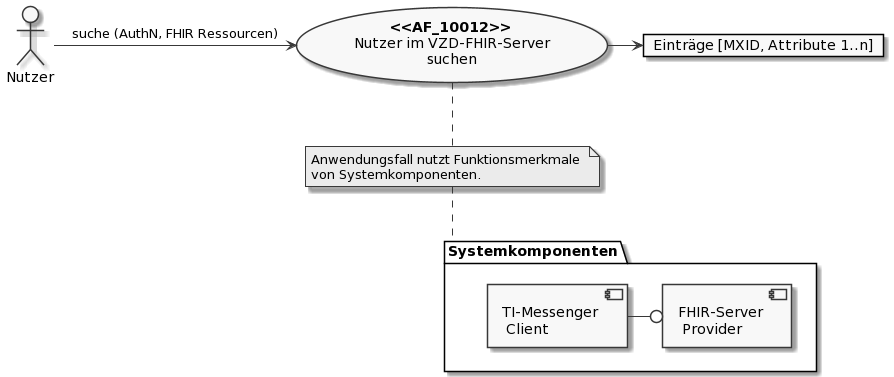 suche (AuthN, FHIR Ressourcen)
Nutzer
<<AF_10012>>
Nutzer im VZD-FHIR-Server
suchen
Einträge [MXID, Attribute 1..n]
Anwendungsfall nutzt Funktionsmerkmale
von Systemkomponenten.
Systemkomponenten
TI-Messenger
Client
FHIR-Server
Provider